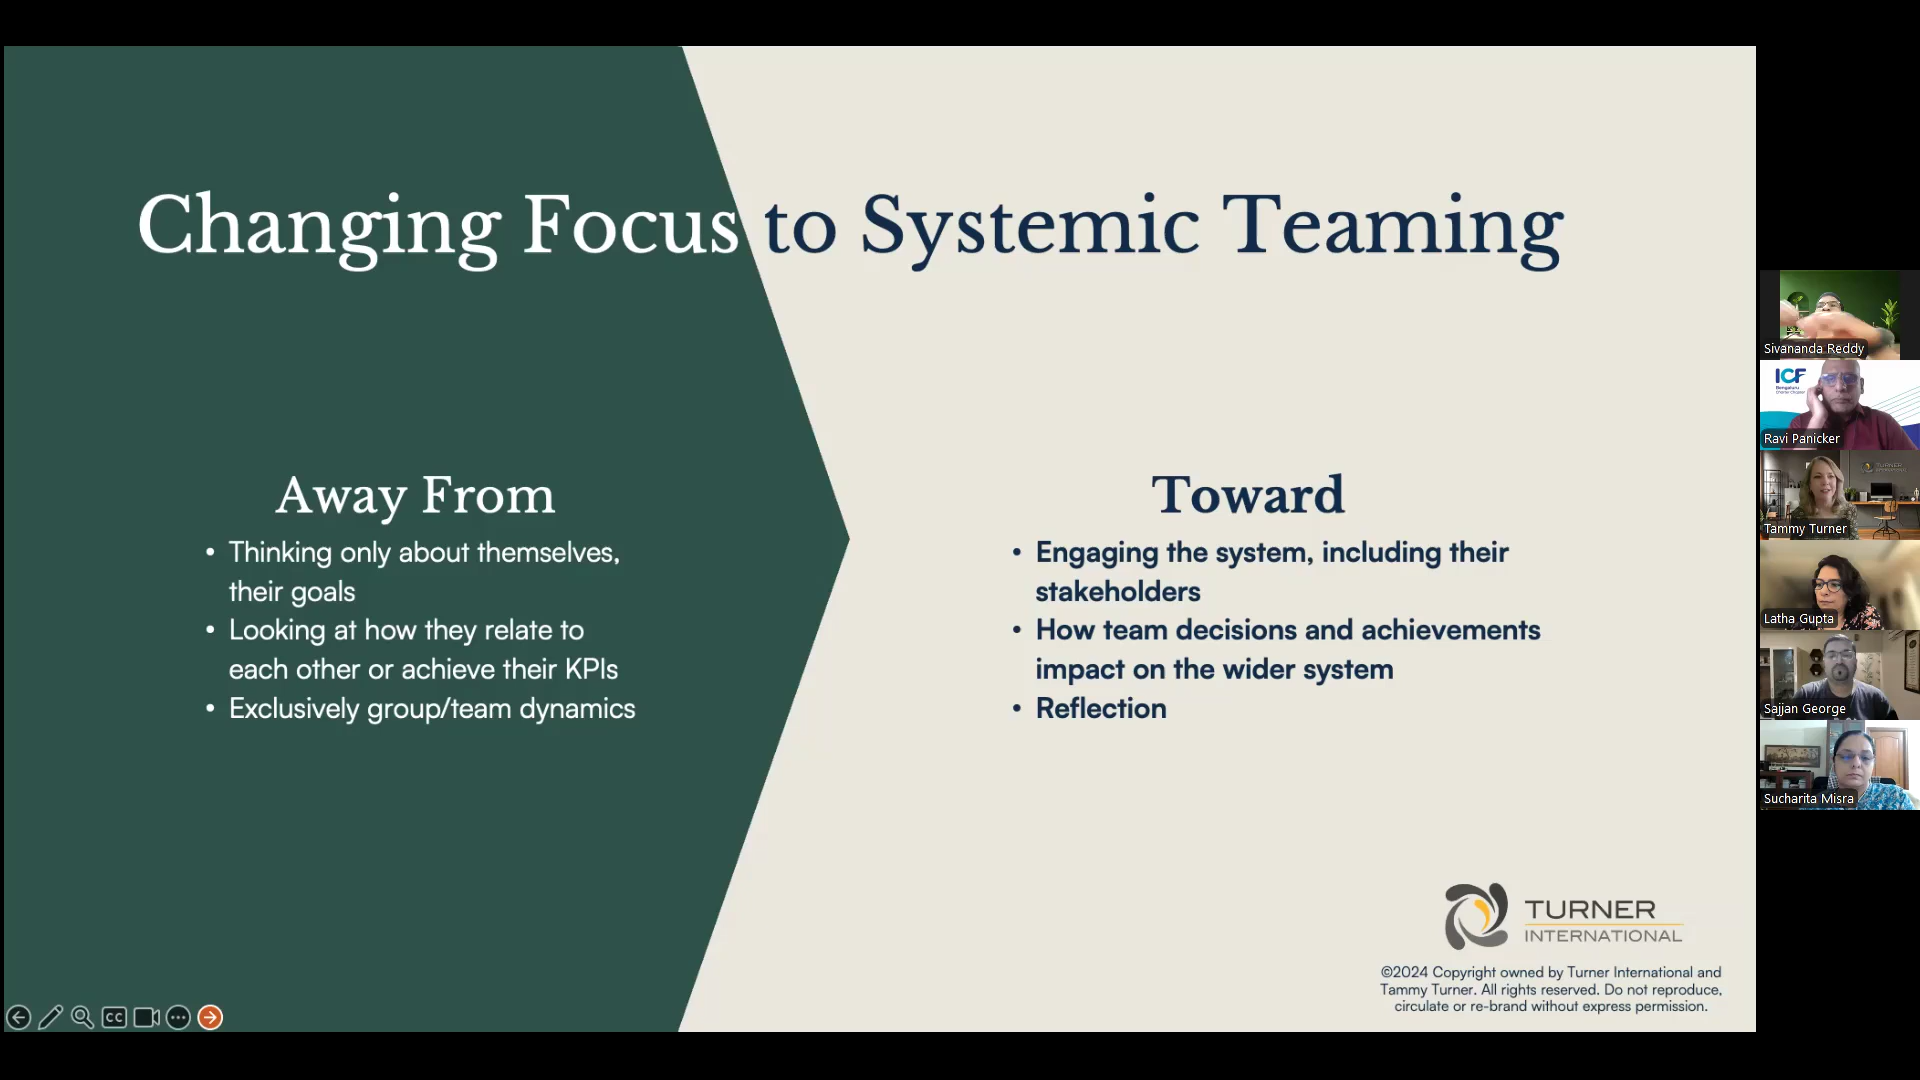 Changing Focus to Systemic Teaming
Away From
• Thinking only about themselves,
their goals
• Looking at how they relate to
each other or achieve their KPIs
• Exclusively group/team dynamics
Toward
• Engaging the system, including their
stakeholders
• How team decisions and achievements
impact on the wider system
• Reflection
TURNER
INTERNATIONAL
©2024 Copyright owned by Turner International and
Tammy Turner. All rights reserved. Do not reproduce,
circulate or re-brand without express permission.
CC
Sivananda Reddy
ICF
Bengaluru
Ravi Panicker
TURNER
Tammy Turner
Latha Gupta
Sajjan George
Sucharita Misra